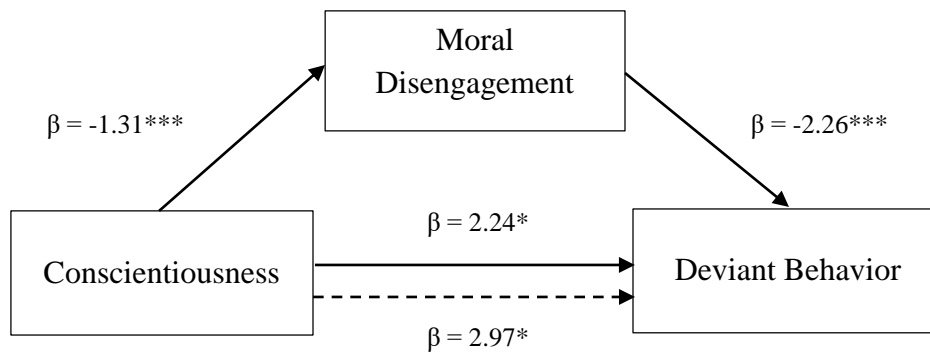 Moral
Disengagement
β = -1.31***
β = -2.26***
β = 2.24*
Conscientiousness
Deviant Behavior
β = 2.97*